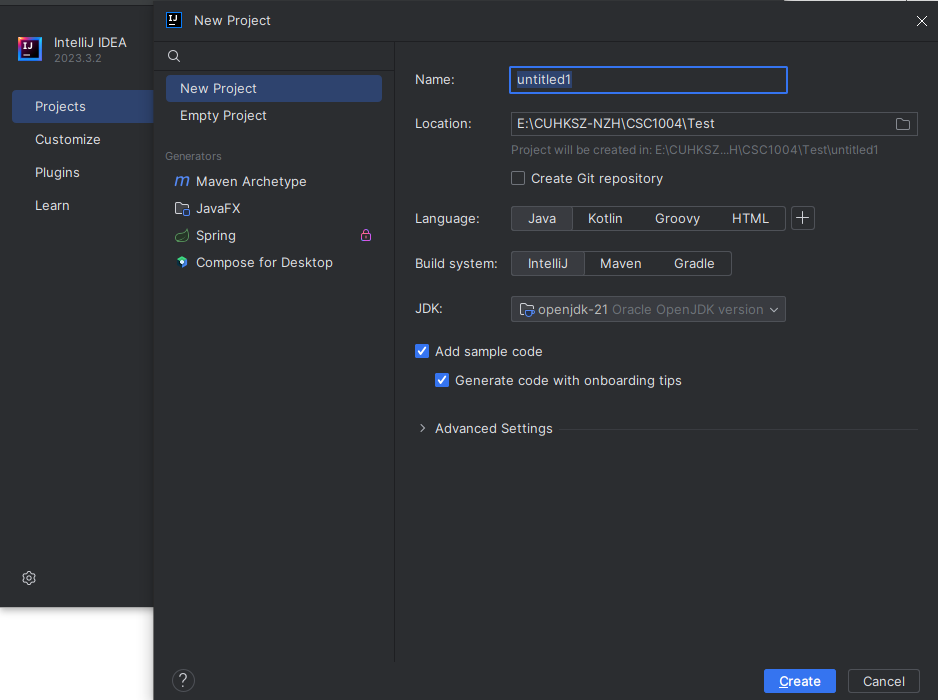 New Project
IntelliJ IDEA
2023.3.2
Projects
Customize
Plugins
Learn
New Project
Empty Project
Generators
Maven Archetype
JavaFX
Spring
Compose for Desktop
Name: untitled1
Location: E:\CUHKSZ-NZH\CSC1004\Test
Project will be created in: E:\CUHKSZ...H\CSC1004\Test\untitled1
Create Git repository
Language: Java Kotlin Groovy HTML
Build system: IntelliJ Maven Gradle
JDK: openjdk-21 Oracle OpenJDK version
Add sample code
Generate code with onboarding tips
Advanced Settings
? Create Cancel